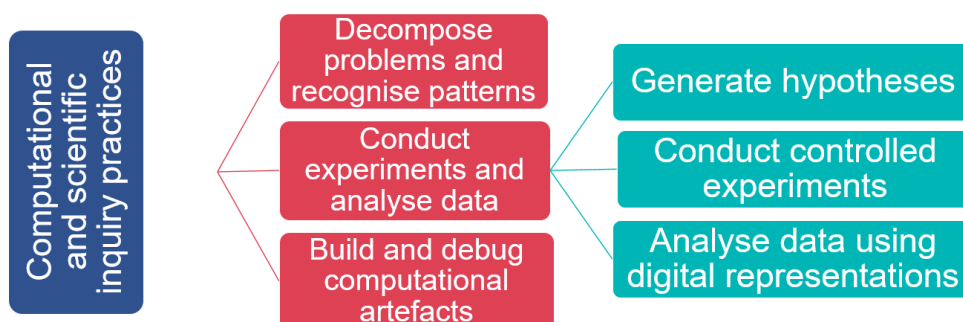 Computational
and scientific
inquiry practices
Decompose
problems and
recognise patterns
Conduct
experiments and
analyse data
Build and debug
computational
artefacts
Generate hypotheses
Conduct controlled
experiments
Analyse data using
digital representations